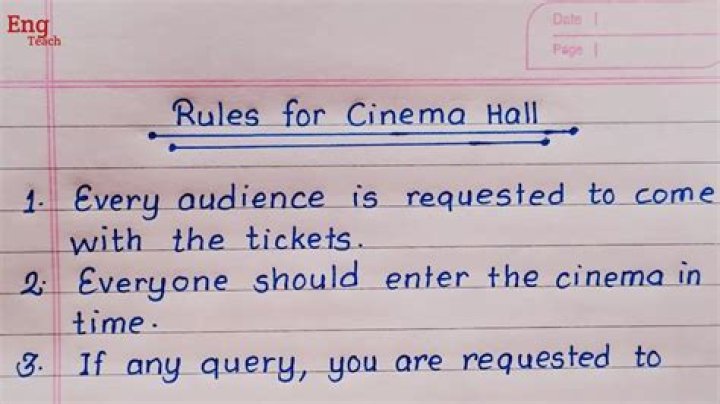 Eng
Teach
Date
Page
Rules for Cinema Hall
1. Every audience is requested to come
with the tickets.
2. Everyone should enter the cinema in
time.
3. If any query, you are requested to